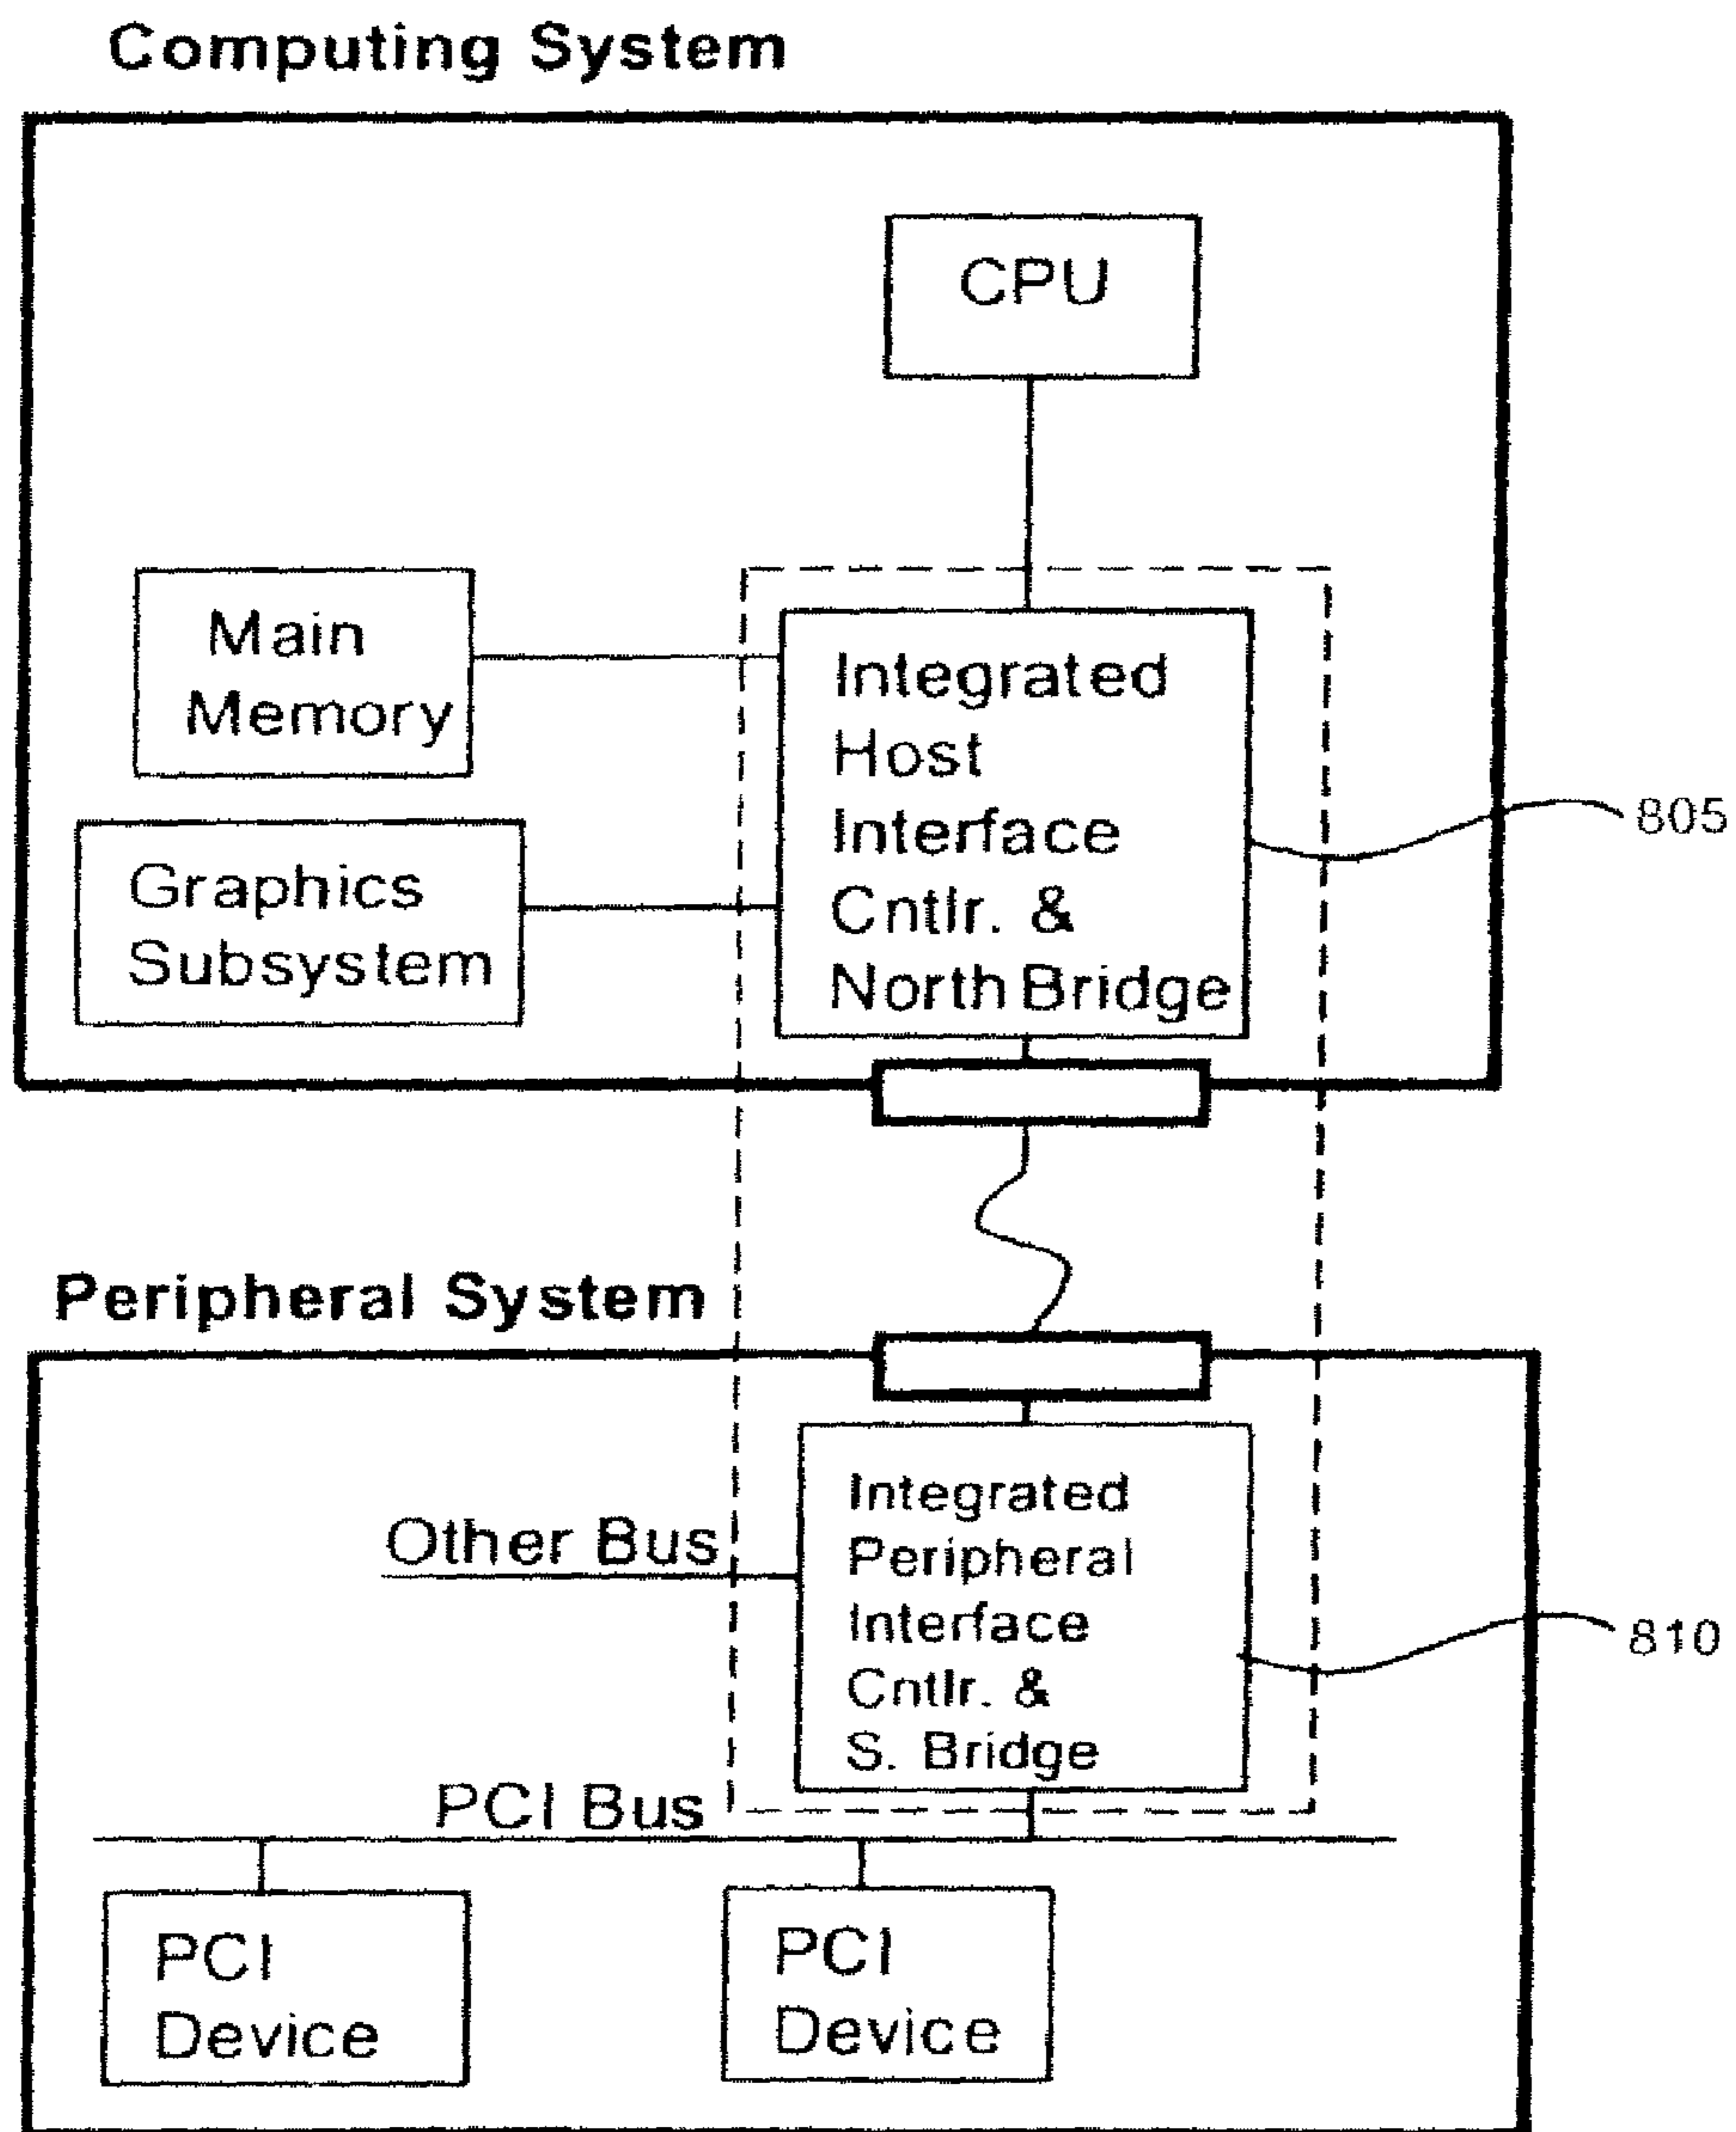 Computing System
CPU
Main
Memory
Graphics
Subsystem
Integrated
Host
Interface
Cntlr. &
North Bridge
805
Peripheral System
Other Bus
Integrated
Peripheral
Interface
Cntlr. &
S. Bridge
810
PCI Bus
PCI
Device
PCI
Device